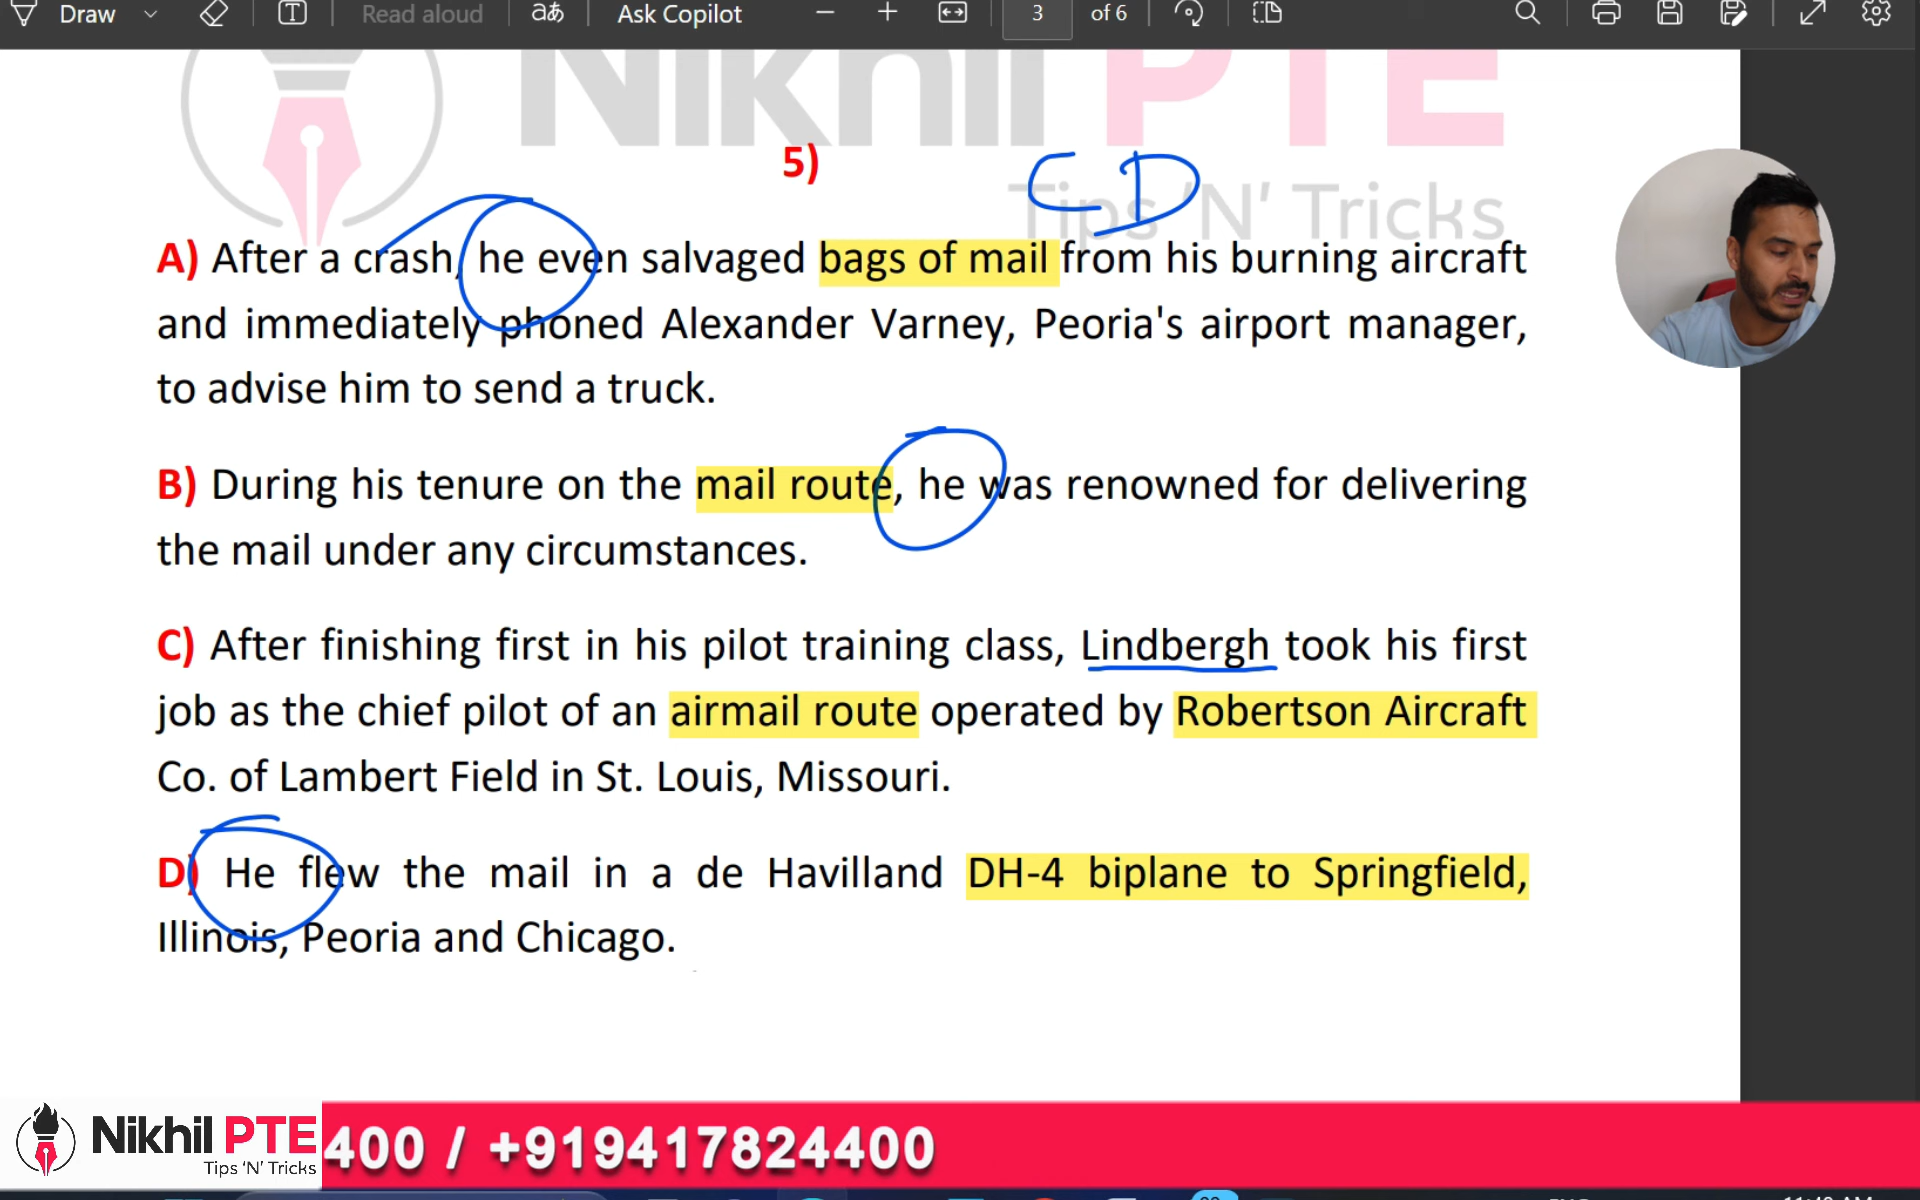 Draw Read aloud aあ Ask Copilot 3 of 6
Nikhil PTE
Tips 'N' Tricks
5) CD
A) After a crash, he even salvaged bags of mail from his burning aircraft
and immediately phoned Alexander Varney, Peoria's airport manager,
to advise him to send a truck.
B) During his tenure on the mail route, he was renowned for delivering
the mail under any circumstances.
C) After finishing first in his pilot training class, Lindbergh took his first
job as the chief pilot of an airmail route operated by Robertson Aircraft
Co. of Lambert Field in St. Louis, Missouri.
D) He flew the mail in a de Havilland DH-4 biplane to Springfield,
Illinois, Peoria and Chicago.
Nikhil PTE
Tips 'N' Tricks
400 / +919417824400